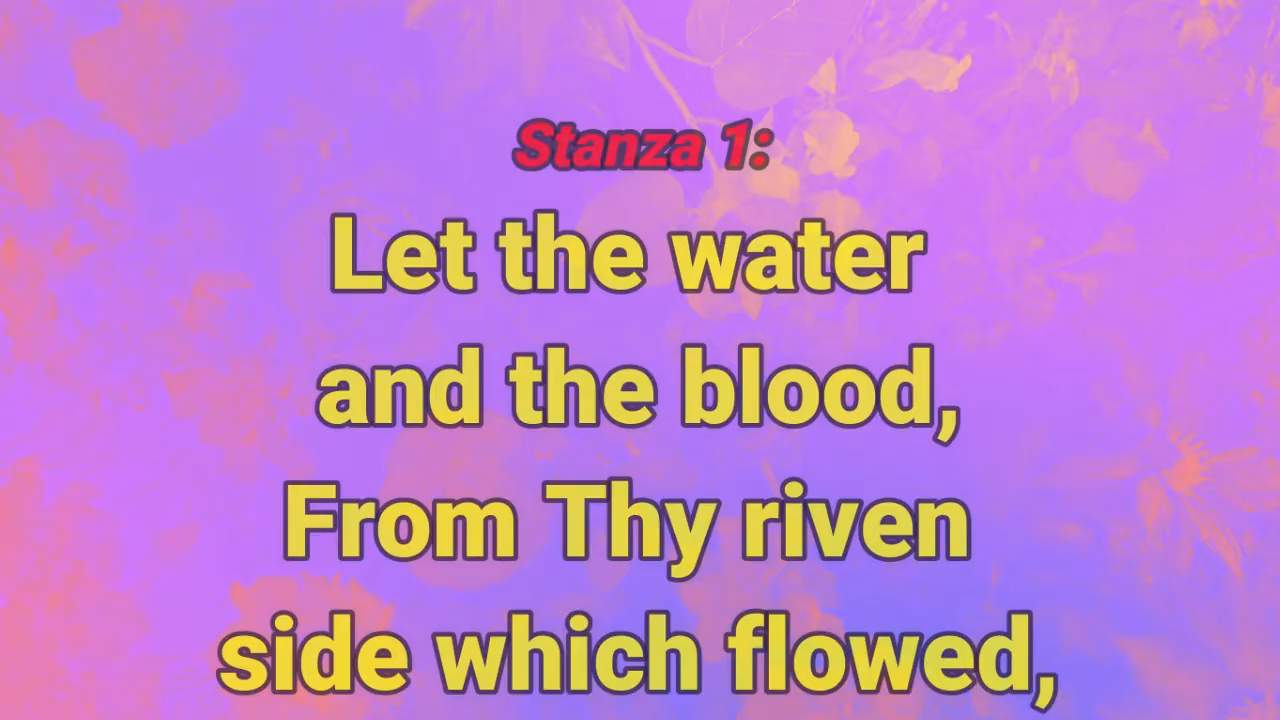 Stanza 1:
Let the water
and the blood,
From Thy riven
side which flowed,